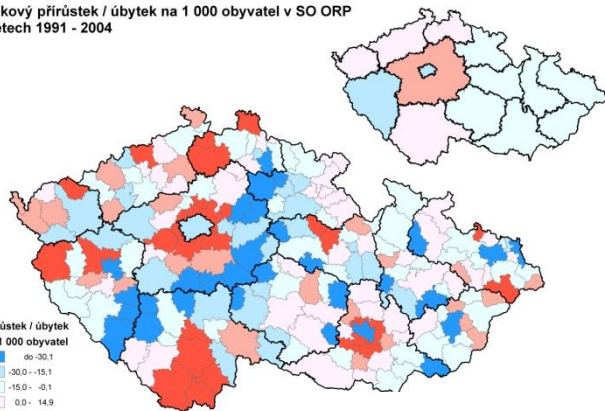 kový přírůstek / úbytek na 1 000 obyvatel v SO ORP
etech 1991 - 2004
růstek / úbytek
1 000 obyvatel
do -30,1
-30,0 - -15,1
-15,0 - -0,1
0,0 - 14,9